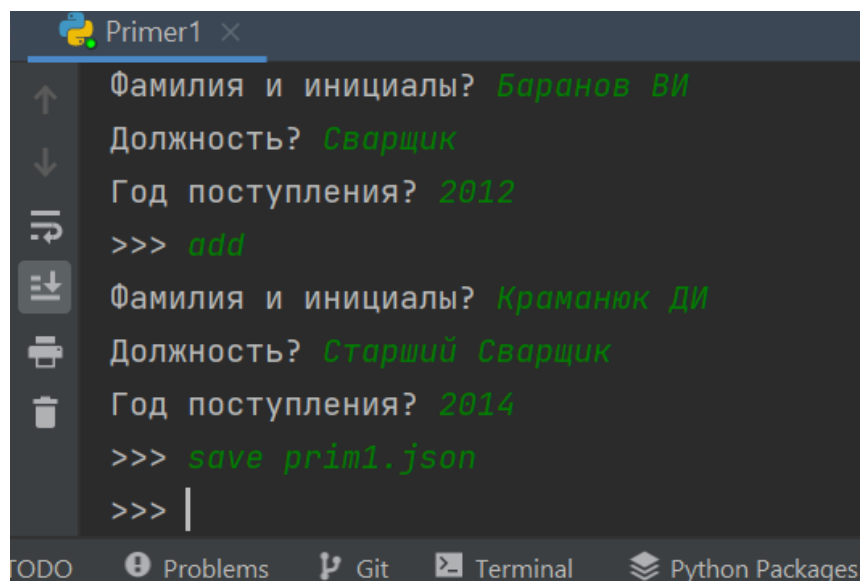 Primer1
Фамилия и инициалы? Баранов ВИ
Должность? Сварщик
Год поступления? 2012
>>> add
Фамилия и инициалы? Краманюк ДИ
Должность? Старший Сварщик
Год поступления? 2014
>>> save prim1.json
>>>
TODO Problems Git Terminal Python Packages